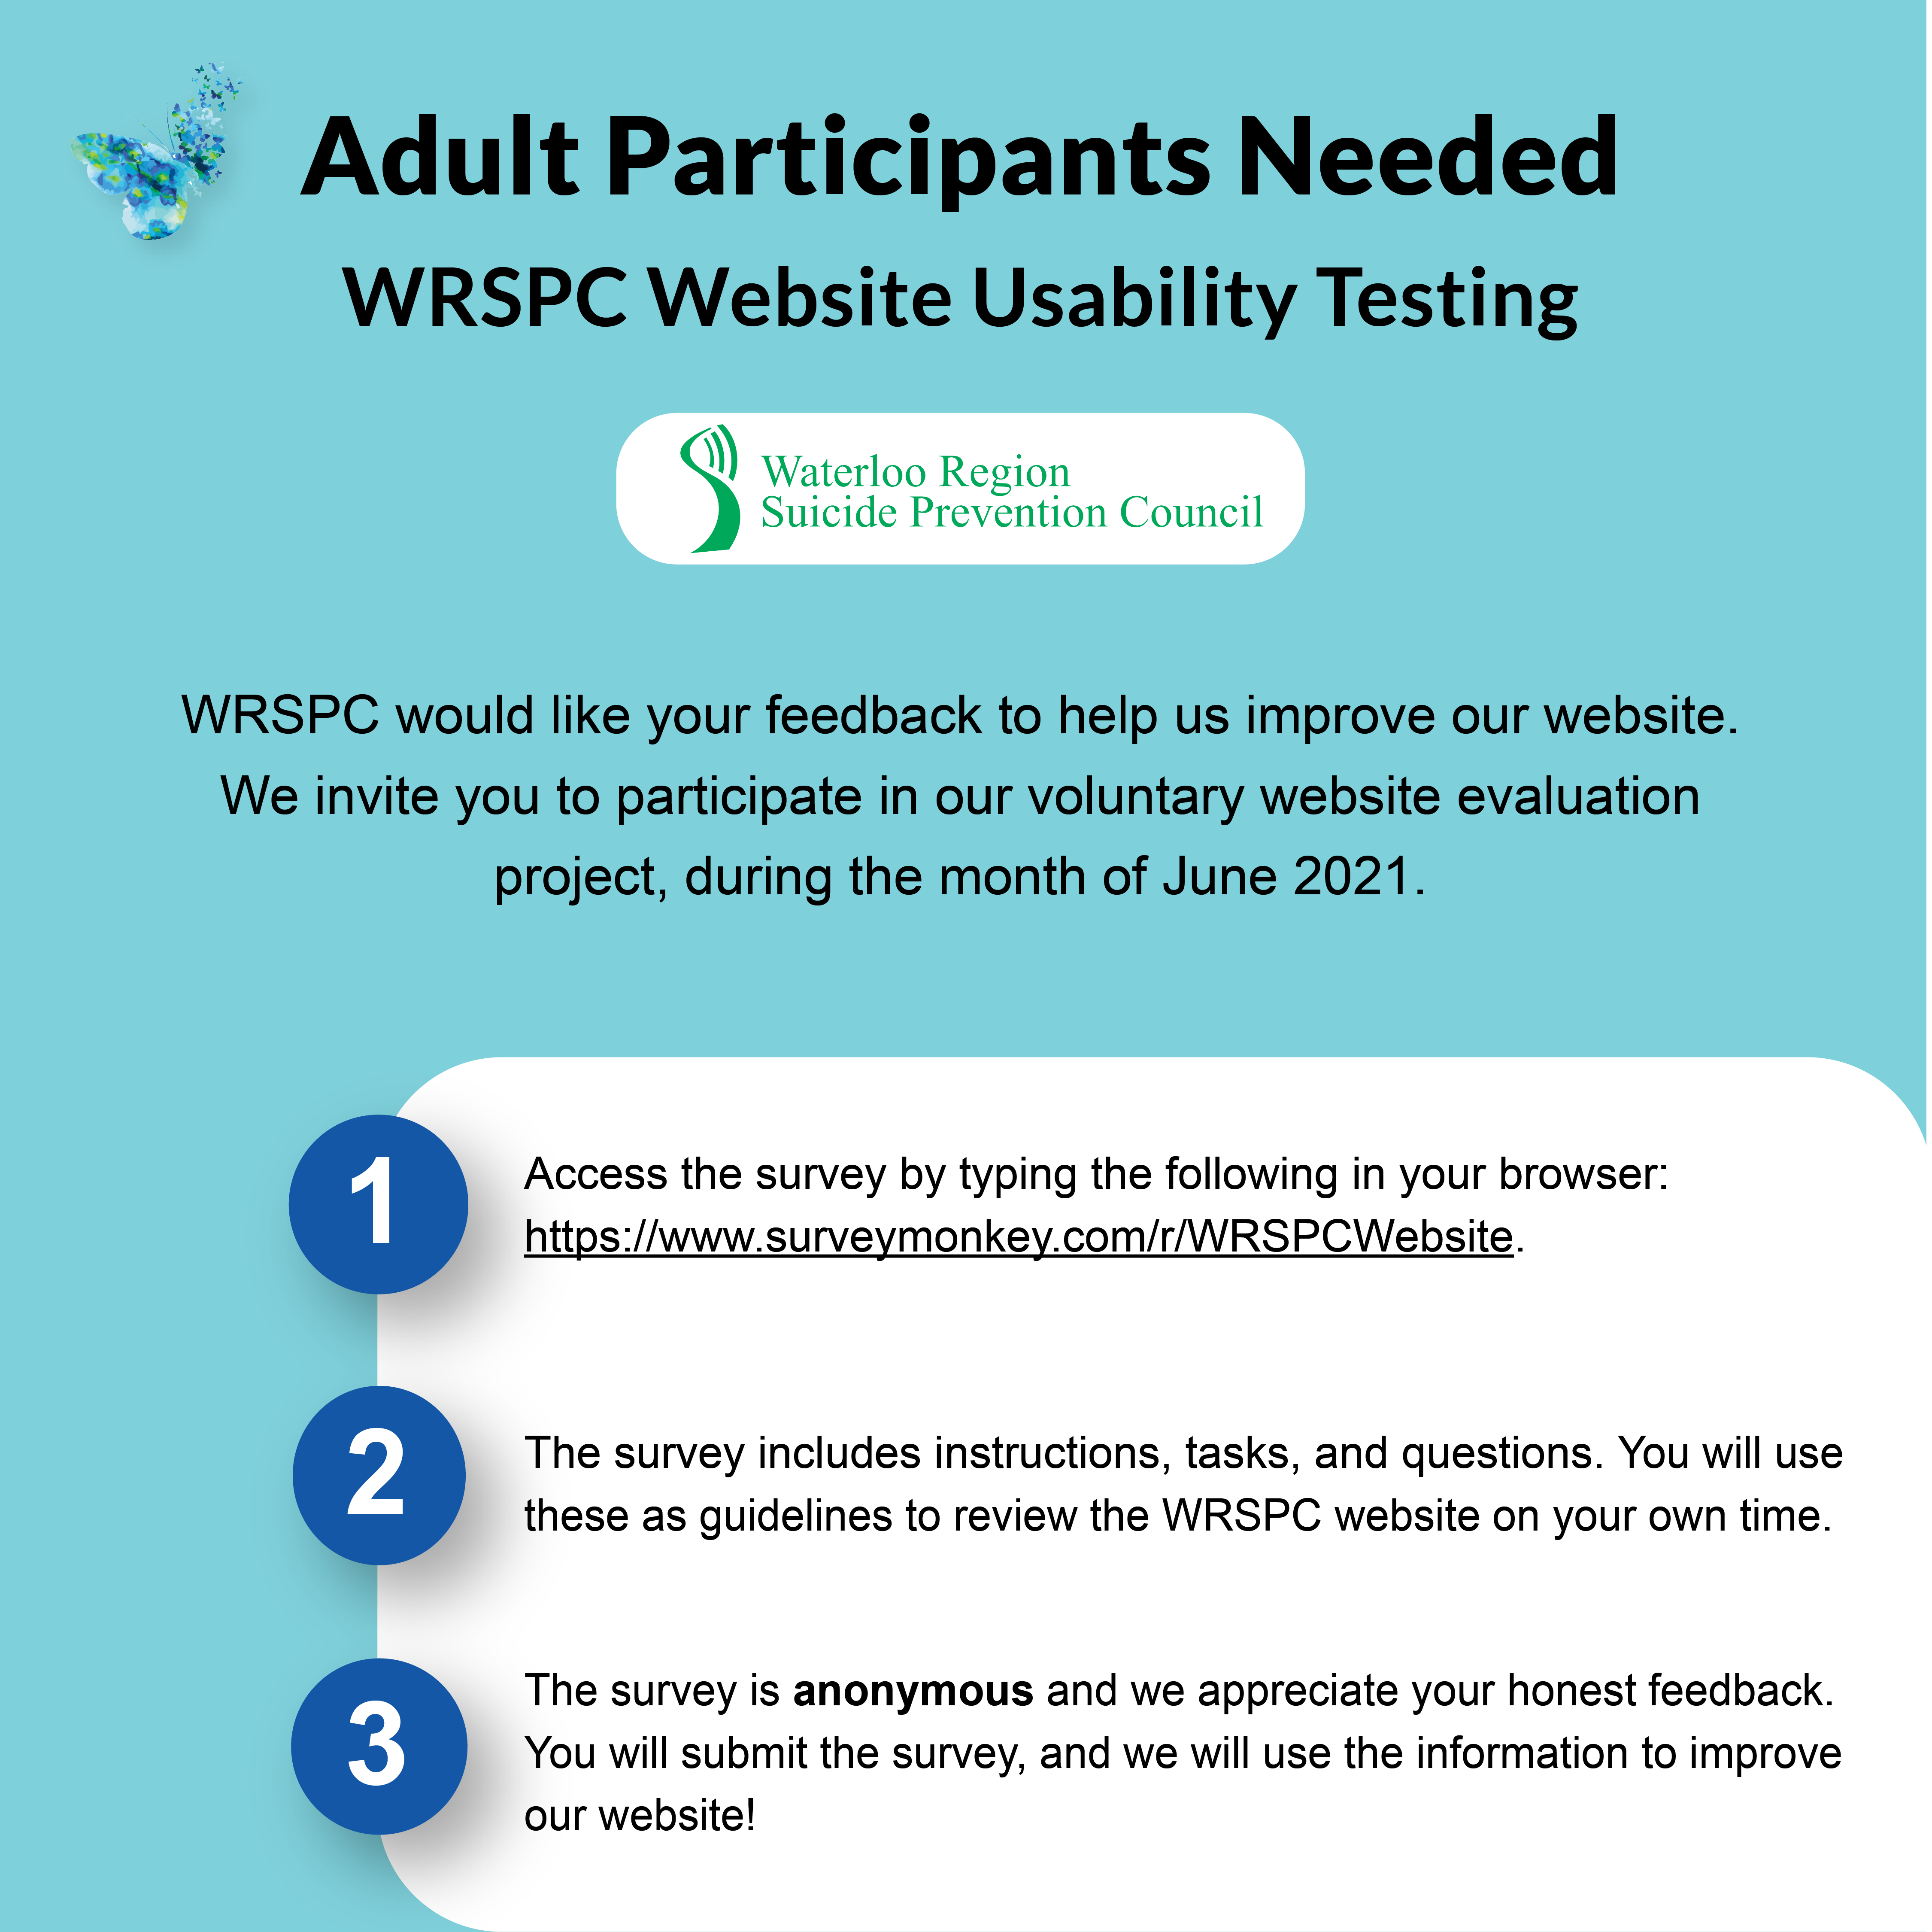 Adult Participants Needed
WRSPC Website Usability Testing
Waterloo Region
Suicide Prevention Council
WRSPC would like your feedback to help us improve our website.
We invite you to participate in our voluntary website evaluation
project, during the month of June 2021.
1
Access the survey by typing the following in your browser:
https://www.surveymonkey.com/r/WRSPCWebsite.
2
The survey includes instructions, tasks, and questions. You will use
these as guidelines to review the WRSPC website on your own time.
3
The survey is anonymous and we appreciate your honest feedback.
You will submit the survey, and we will use the information to improve
our website!